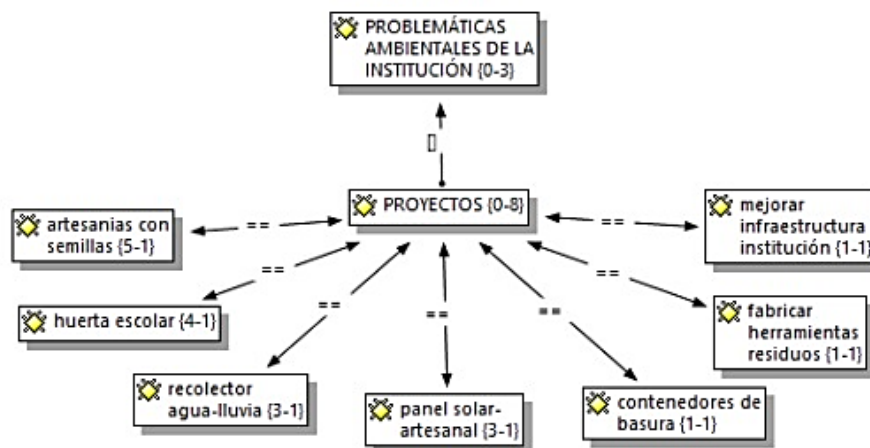 PROBLEMÁTICAS
AMBIENTALES DE LA
INSTITUCIÓN {0-3}
[]
PROYECTOS {0-8}
mejorar
infraestructura
institución {1-1}
artesanias con
semillas {5-1}
==
==
==
==
huerta escolar {4-1}
==
==
==
fabricar
herramientas
residuos {1-1}
recolector
agua-lluvia {3-1}
panel solar-
artesanal {3-1}
contenedores de
basura {1-1}